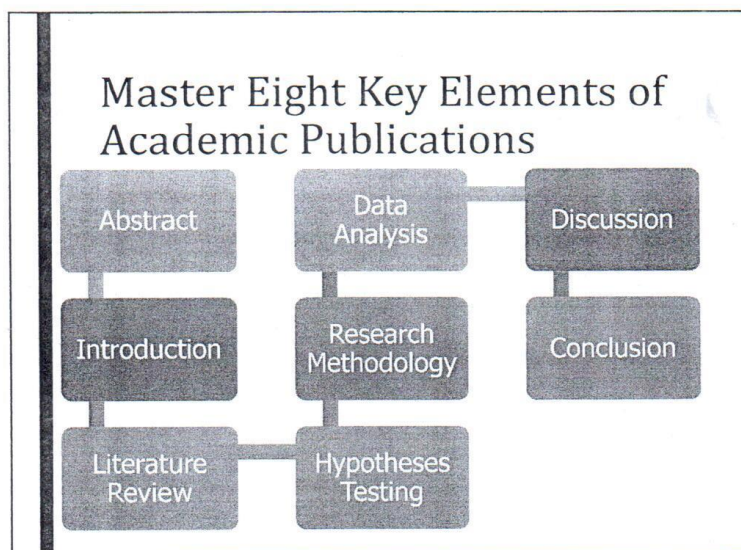 Master Eight Key Elements of
Academic Publications
Abstract
Introduction
Literature
Review
Hypotheses
Testing
Research
Methodology
Data
Analysis
Discussion
Conclusion